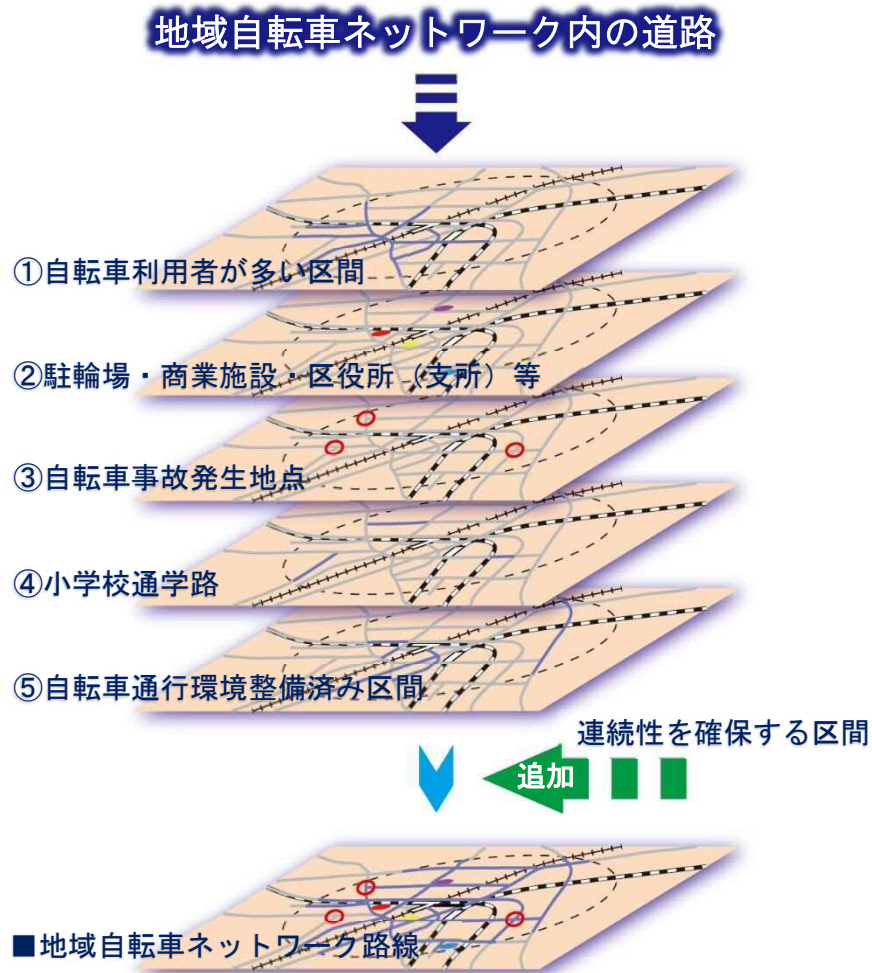 地域自転車ネットワーク内の道路
①自転車利用者が多い区間
②駐輪場・商業施設・区役所（支所）等
③自転車事故発生地点
④小学校通学路
⑤自転車通行環境整備済み区間
連続性を確保する区間
追加
■地域自転車ネットワーク路線